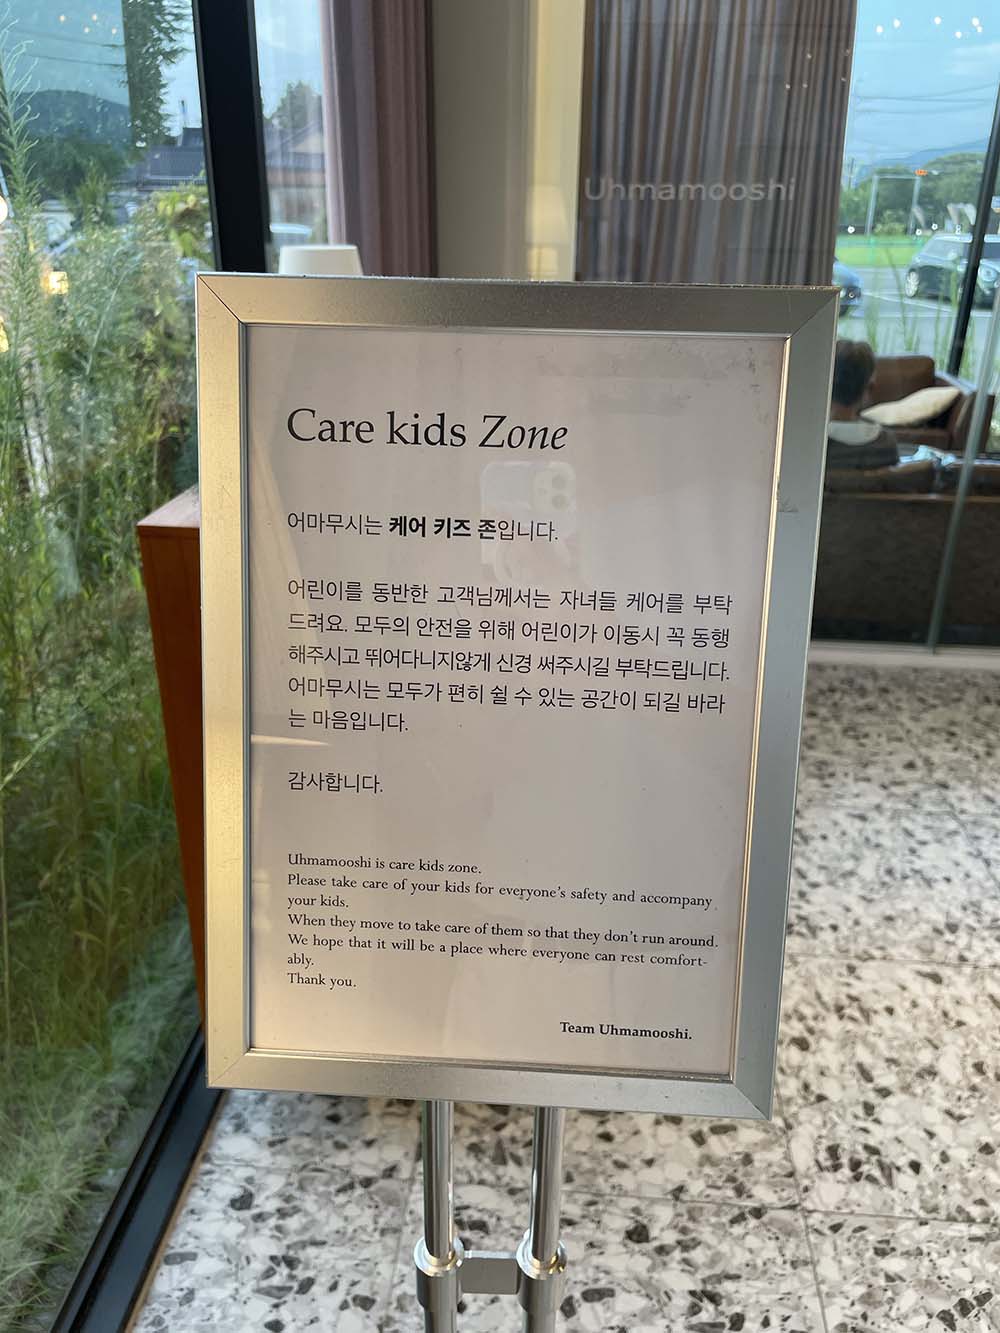 Uhmamooshi
Care kids Zone
어마무시는 케어 키즈 존입니다.
어린이를 동반한 고객님께서는 자녀들 케어를 부탁
드려요. 모두의 안전을 위해 어린이가 이동시 꼭 동행
해주시고 뛰어다니지않게 신경 써주시길 부탁드립니다.
어마무시는 모두가 편히 쉴 수 있는 공간이 되길 바라
는 마음입니다.
감사합니다.
Uhmamooshi is care kids zone.
Please take care of your kids for everyone's safety and accompany
your kids.
When they move to take care of them so that they don't run around.
We hope that it will be a place where everyone can rest comfort-
ably.
Thank you.
Team Uhmamooshi.